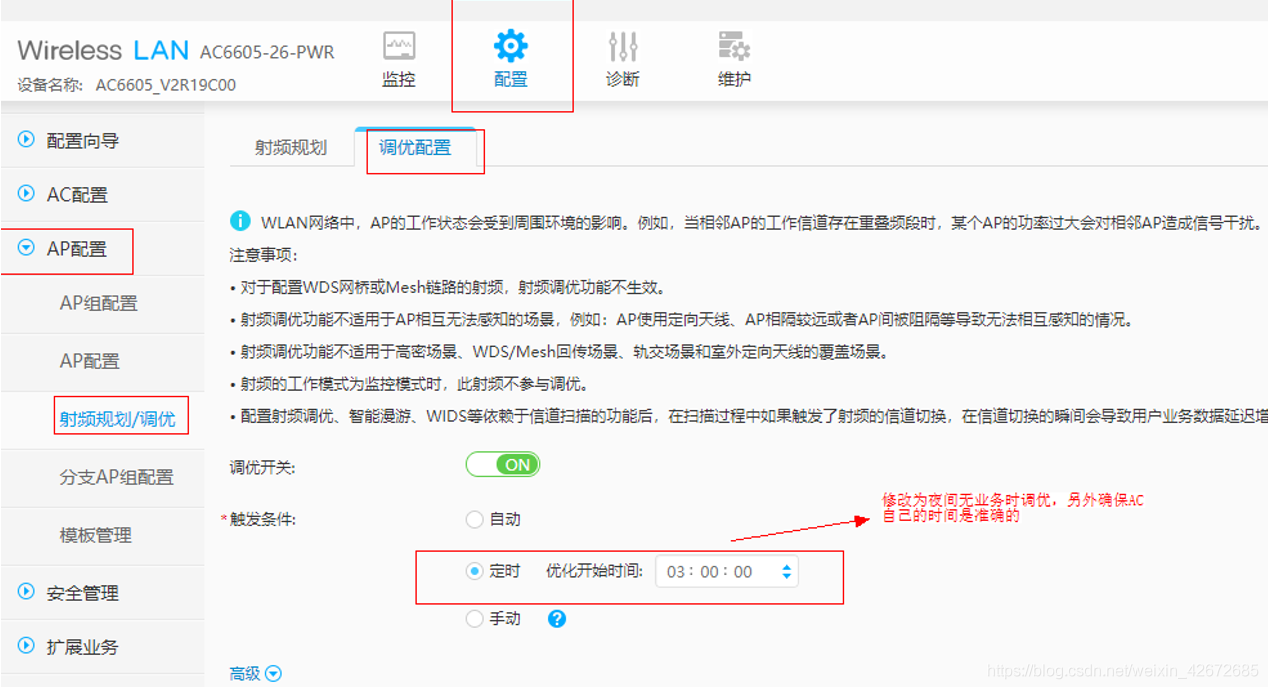 Wireless LAN AC6605-26-PWR
设备名称: AC6605_V2R19C00
监控
配置
诊断
维护
配置向导
AC配置
AP配置
AP组配置
AP配置
射频规划/调优
分支AP组配置
模板管理
安全管理
扩展业务
射频规划
调优配置
WLAN网络中，AP的工作状态会受到周围环境的影响。例如，当相邻AP的工作信道存在重叠频段时，某个AP的功率过大会对相邻AP造成信号干扰。
注意事项:
• 对于配置WDS网桥或Mesh链路的射频，射频调优功能不生效。
• 射频调优功能不适用于AP相互无法感知的场景，例如：AP使用定向天线、AP相隔较远或者AP间被阻隔等导致无法相互感知的情况。
• 射频调优功能不适用于高密场景、WDS/Mesh回传场景、轨交场景和室外定向天线的覆盖场景。
• 射频的工作模式为监控模式时，此射频不参与调优。
• 配置射频调优、智能漫游、WIDS等依赖于信道扫描的功能后，在扫描过程中如果触发了射频的信道切换，在信道切换的瞬间会导致用户业务数据延迟增
调优开关:
ON
*触发条件:
自动
定时 优化开始时间: 03: 00: 00
手动
修改为夜间无业务时调优，另外确保AC
自己的时间是准确的
高级
https://blog.csdn.net/weixin_42672685